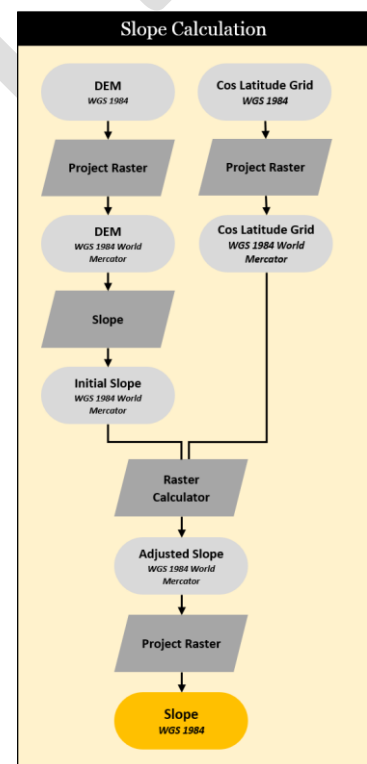 Slope Calculation
DEM
WGS 1984
Cos Latitude Grid
WGS 1984
Project Raster
Project Raster
DEM
WGS 1984 World
Mercator
Cos Latitude Grid
WGS 1984 World
Mercator
Slope
Initial Slope
WGS 1984 World
Mercator
Raster
Calculator
Adjusted Slope
WGS 1984 World
Mercator
Project Raster
Slope
WGS 1984